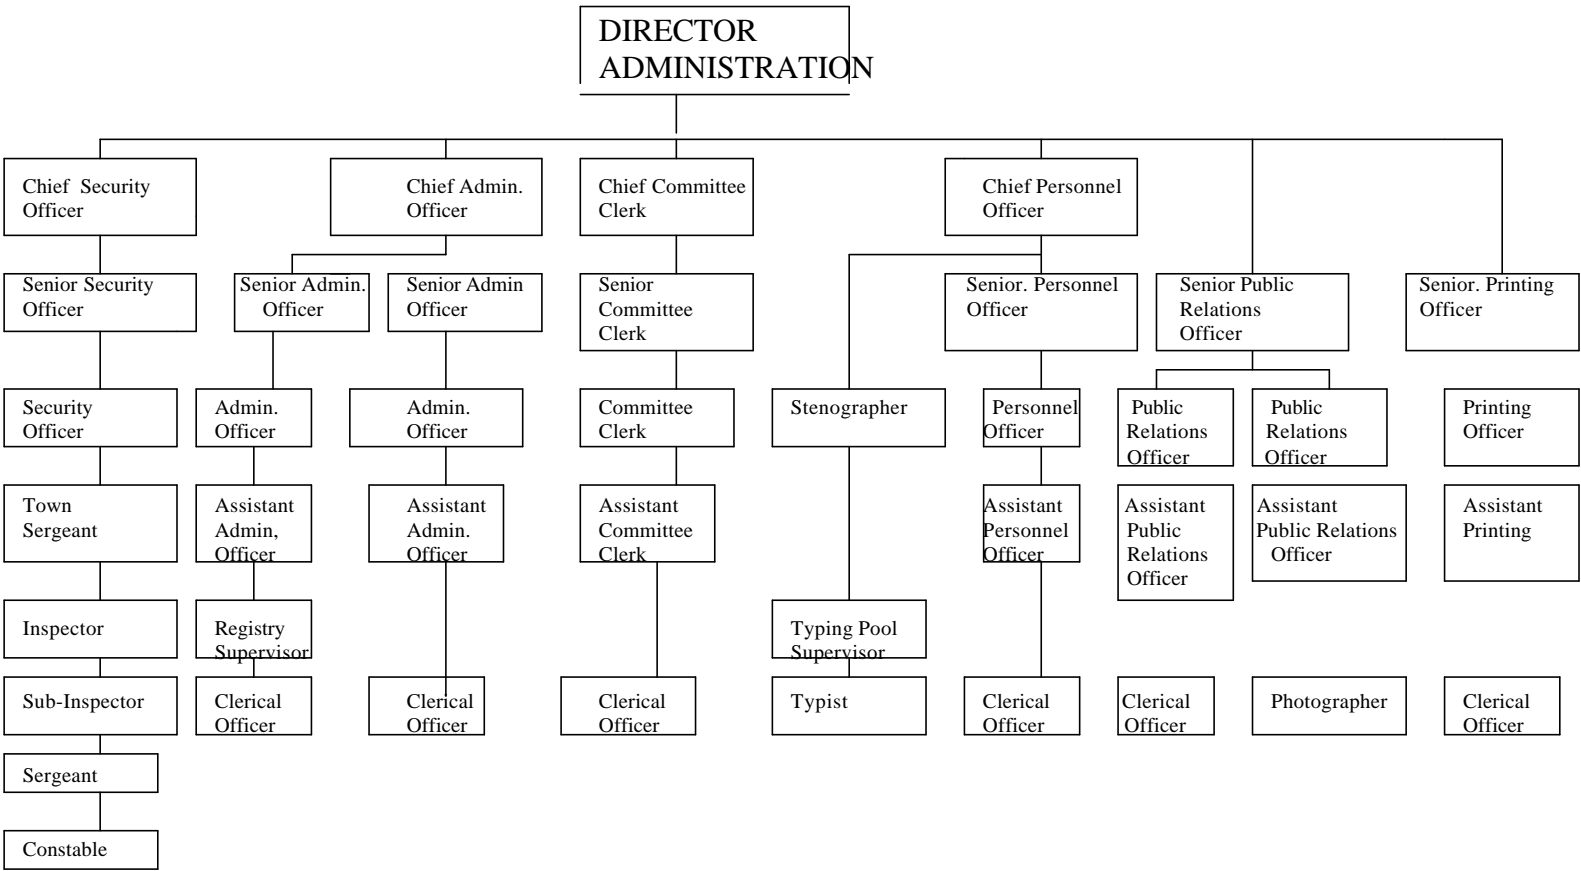 DIRECTOR
ADMINISTRATION
Chief Security
Officer
Chief Admin.
Officer
Chief Committee
Clerk
Chief Personnel
Officer
Senior Security
Officer
Senior Admin.
Officer
Senior Admin
Officer
Senior
Committee
Clerk
Senior. Personnel
Officer
Senior Public
Relations
Officer
Senior. Printing
Officer
Security
Officer
Admin.
Officer
Admin.
Officer
Committee
Clerk
Stenographer
Personnel
Officer
Public
Relations
Officer
Public
Relations
Officer
Printing
Officer
Town
Sergeant
Assistant
Admin,
Officer
Assistant
Admin.
Officer
Assistant
Committee
Clerk
Assistant
Personnel
Officer
Assistant
Public
Relations
Officer
Assistant
Public Relations
Officer
Assistant
Printing
Inspector
Registry
Supervisor
Typing Pool
Supervisor
Sub-Inspector
Clerical
Officer
Clerical
Officer
Clerical
Officer
Typist
Clerical
Officer
Clerical
Officer
Photographer
Clerical
Officer
Sergeant
Constable